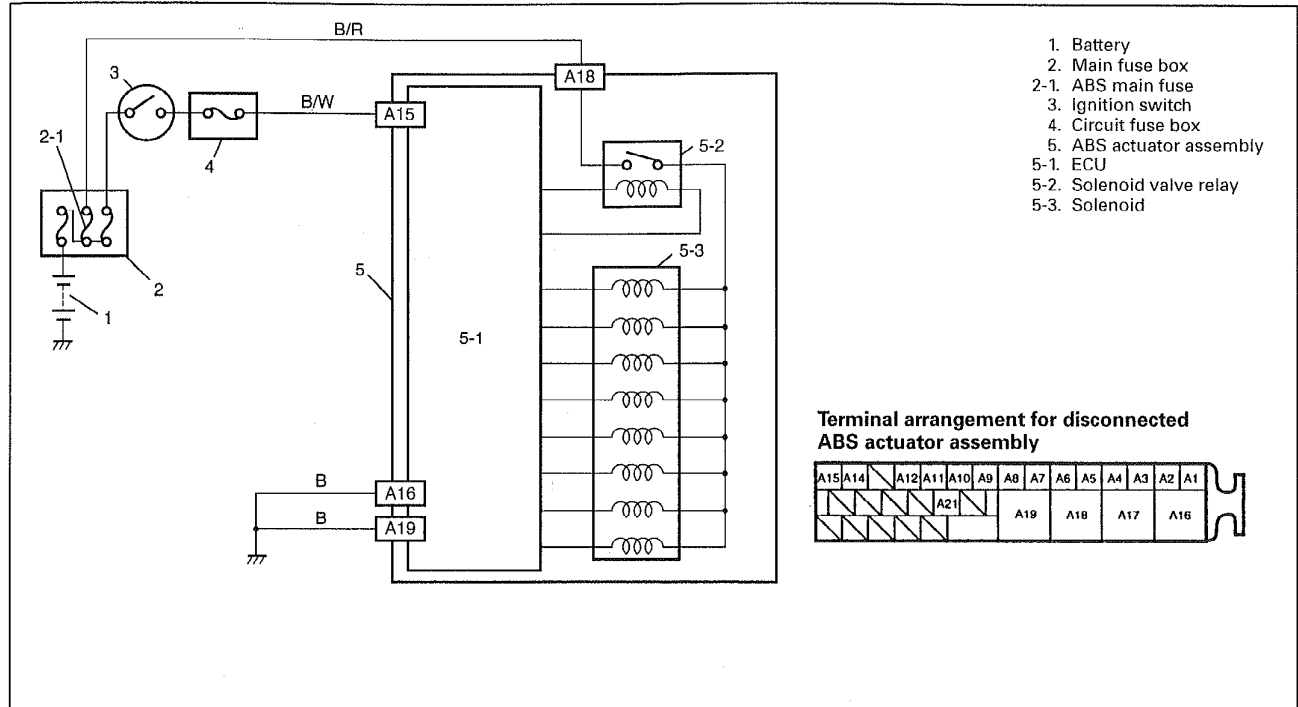 B/R
A18
3
B/W
A15
2-1
4
5-2
5-3
5
2
1
5-1
B
A16
B
A19
1. Battery
2. Main fuse box
2-1. ABS main fuse
3. Ignition switch
4. Circuit fuse box
5. ABS actuator assembly
5-1. ECU
5-2. Solenoid valve relay
5-3. Solenoid
Terminal arrangement for disconnected
ABS actuator assembly
A15 A14 A12 A11 A10 A9 A8 A7 A6 A5 A4 A3 A2 A1
A21 A19 A18 A17 A16